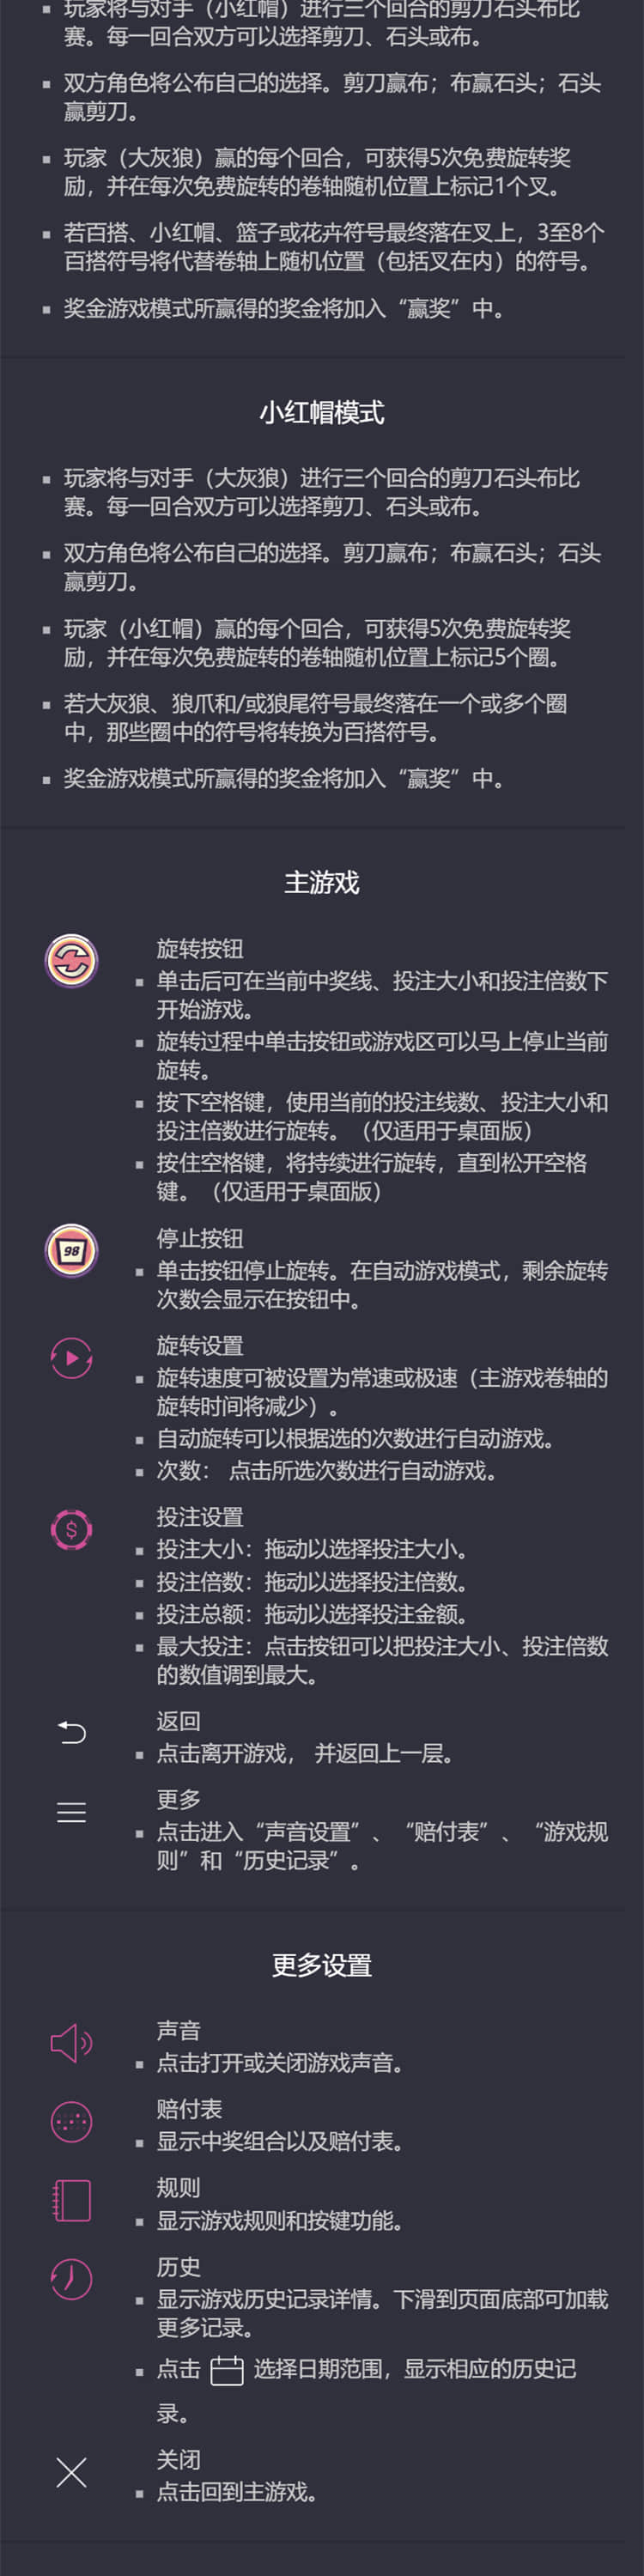 玩家将与对手（小红帽）进行三个回合的剪刀石头布比
赛。每一回合双方可以选择剪刀、石头或布。
双方角色将公布自己的选择。剪刀赢布；布赢石头；石头
赢剪刀。
玩家（大灰狼）赢的每个回合，可获得5次免费旋转奖
励，并在每次免费旋转的卷轴随机位置上标记1个叉。
若百搭、小红帽、篮子或花卉符号最终落在叉上，3至8个
百搭符号将代替卷轴上随机位置（包括叉在内）的符号。
奖金游戏模式所赢得的奖金将加入“赢奖”中。
小红帽模式
玩家将与对手（大灰狼）进行三个回合的剪刀石头布比
赛。每一回合双方可以选择剪刀、石头或布。
双方角色将公布自己的选择。剪刀赢布；布赢石头；石头
赢剪刀。
玩家（小红帽）赢的每个回合，可获得5次免费旋转奖
励，并在每次免费旋转的卷轴随机位置上标记5个圈。
若大灰狼、狼爪和/或狼尾符号最终落在一个或多个圈
中，那些圈中的符号将转换为百搭符号。
奖金游戏模式所赢得的奖金将加入“赢奖”中。
主游戏
旋转按钮
单击后可在当前中奖线、投注大小和投注倍数下
开始游戏。
旋转过程中单击按钮或游戏区可以马上停止当前
旋转。
按下空格键，使用当前的投注线数、投注大小和
投注倍数进行旋转。（仅适用于桌面版）
按住空格键，将持续进行旋转，直到松开空格
键。（仅适用于桌面版）
98
停止按钮
单击按钮停止旋转。在自动游戏模式，剩余旋转
次数会显示在按钮中。
旋转设置
旋转速度可被设置为常速或极速（主游戏卷轴的
旋转时间将减少）。
自动旋转可以根据选的次数进行自动游戏。
次数： 点击所选次数进行自动游戏。
$
投注设置
投注大小：拖动以选择投注大小。
投注倍数：拖动以选择投注倍数。
投注总额：拖动以选择投注金额。
最大投注：点击按钮可以把投注大小、投注倍数
的数值调到最大。
返回
点击离开游戏， 并返回上一层。
更多
点击进入“声音设置”、“赔付表”、“游戏规
则”和“历史记录”。
更多设置
声音
点击打开或关闭游戏声音。
赔付表
显示中奖组合以及赔付表。
规则
显示游戏规则和按键功能。
历史
显示游戏历史记录详情。下滑到页面底部可加载
更多记录。
点击 选择日期范围，显示相应的历史记
录。
关闭
点击回到主游戏。